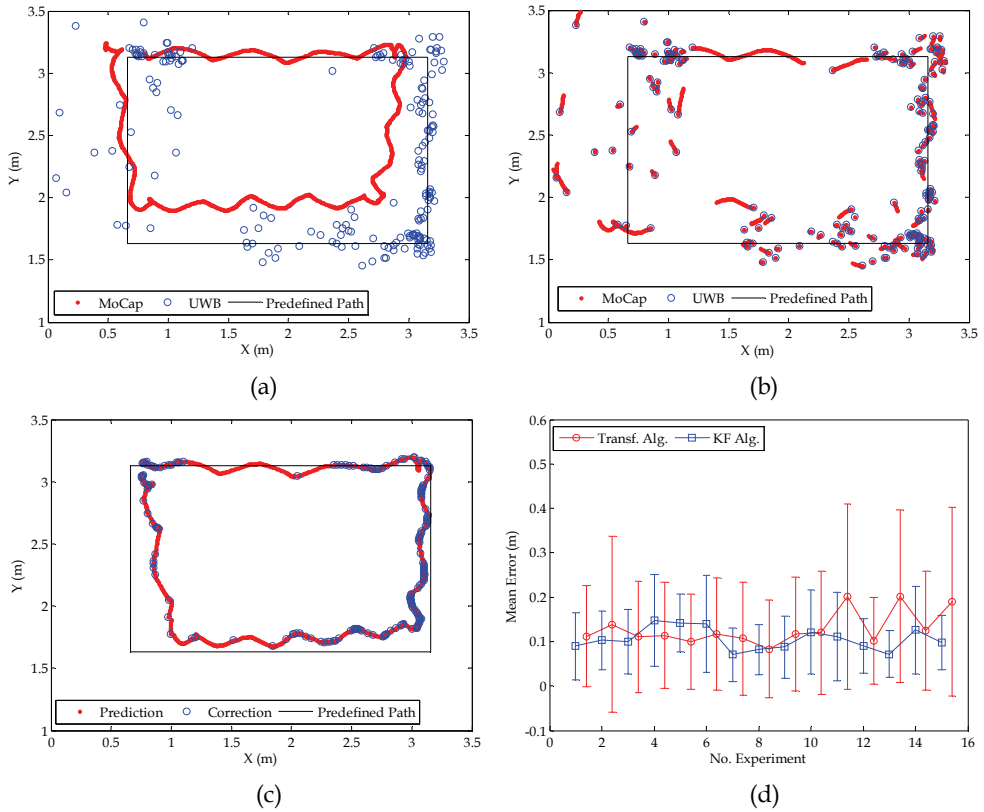 3.5
3
2.5
2
1.5
1
Y (m)
MoCap UWB Predefined Path
0 0.5 1 1.5 2 2.5 3 3.5
X (m)
(a)
3.5
3
2.5
2
1.5
1
Y (m)
MoCap UWB Predefined Path
0 0.5 1 1.5 2 2.5 3 3.5
X (m)
(b)
3.5
3
2.5
2
1.5
1
Y (m)
Prediction Correction Predefined Path
0 0.5 1 1.5 2 2.5 3 3.5
X (m)
(c)
0.6
0.5
0.4
0.3
0.2
0.1
0
-0.1
Mean Error (m)
Transf. Alg. KF Alg.
0 2 4 6 8 10 12 14 16
No. Experiment
(d)